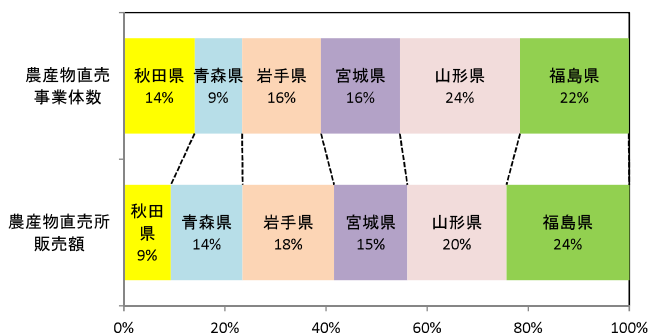 農産物直売
事業体数
秋田県
14%
青森県
9%
岩手県
16%
宮城県
16%
山形県
24%
福島県
22%
農産物直売所
販売額
秋田
県
9%
青森県
14%
岩手県
18%
宮城県
15%
山形県
20%
福島県
24%
0% 20% 40% 60% 80% 100%